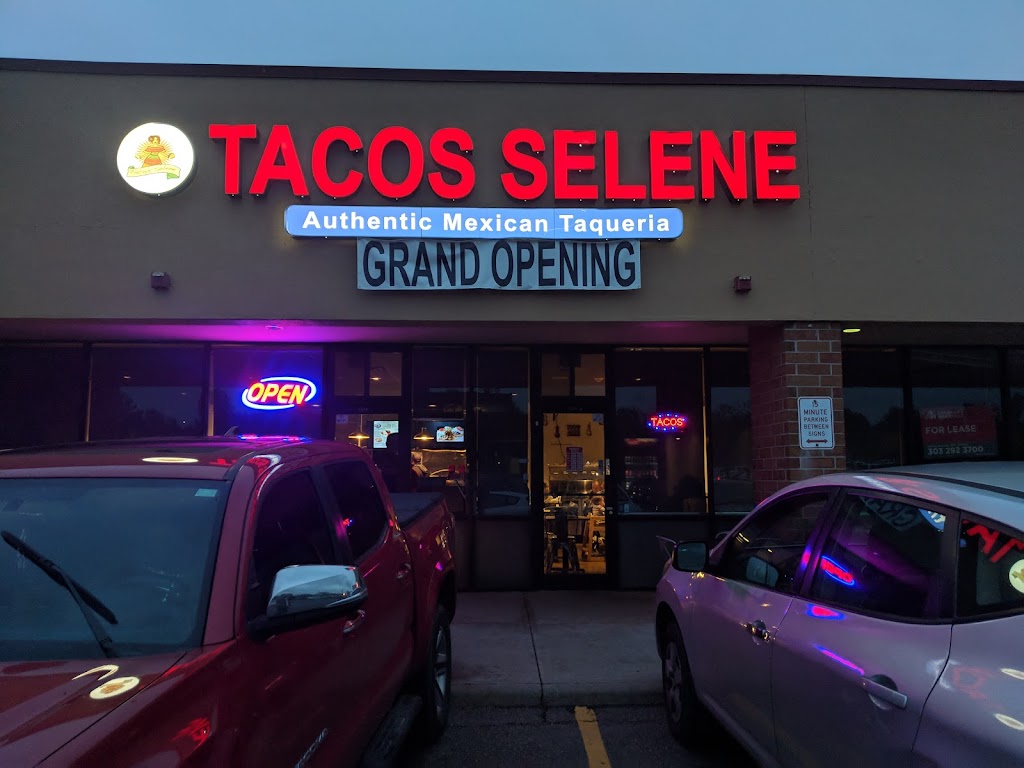 TACOS SELENE
Authentic Mexican Taqueria
GRAND OPENING
OPEN
TACOS
MINUTE
PARKING
BETWEEN
SIGNS
FOR LEASE
303 292 3700